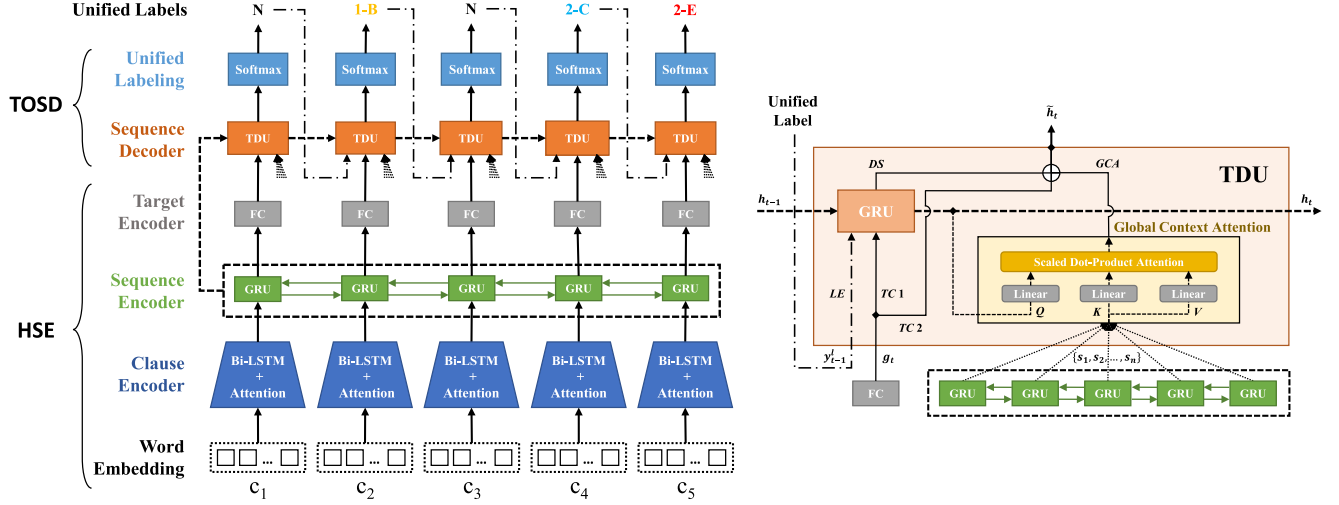 Unified Labels N 1-B N 2-C 2-E
TOSD
Unified
Labeling
Softmax Softmax Softmax Softmax Softmax
Sequence
Decoder
TDU TDU TDU TDU TDU
HSE
Target
Encoder
FC FC FC FC FC
Sequence
Encoder
GRU GRU GRU GRU GRU
Clause
Encoder
Bi-LSTM Bi-LSTM Bi-LSTM Bi-LSTM Bi-LSTM
+ + + + +
Attention Attention Attention Attention Attention
Word
Embedding
... ... ... ... ...
c₁ c₂ c₃ c₄ c₅
Unified
Label
h̃ₜ
DS GCA
TDU
hₜ₋₁ GRU hₜ
Global Context Attention
Scaled Dot-Product Attention
Linear Linear Linear
LE TC 1 Q K V
TC 2
yˡₜ₋₁ gₜ {s₁, s₂, ..., sₙ}
FC GRU GRU GRU GRU GRU